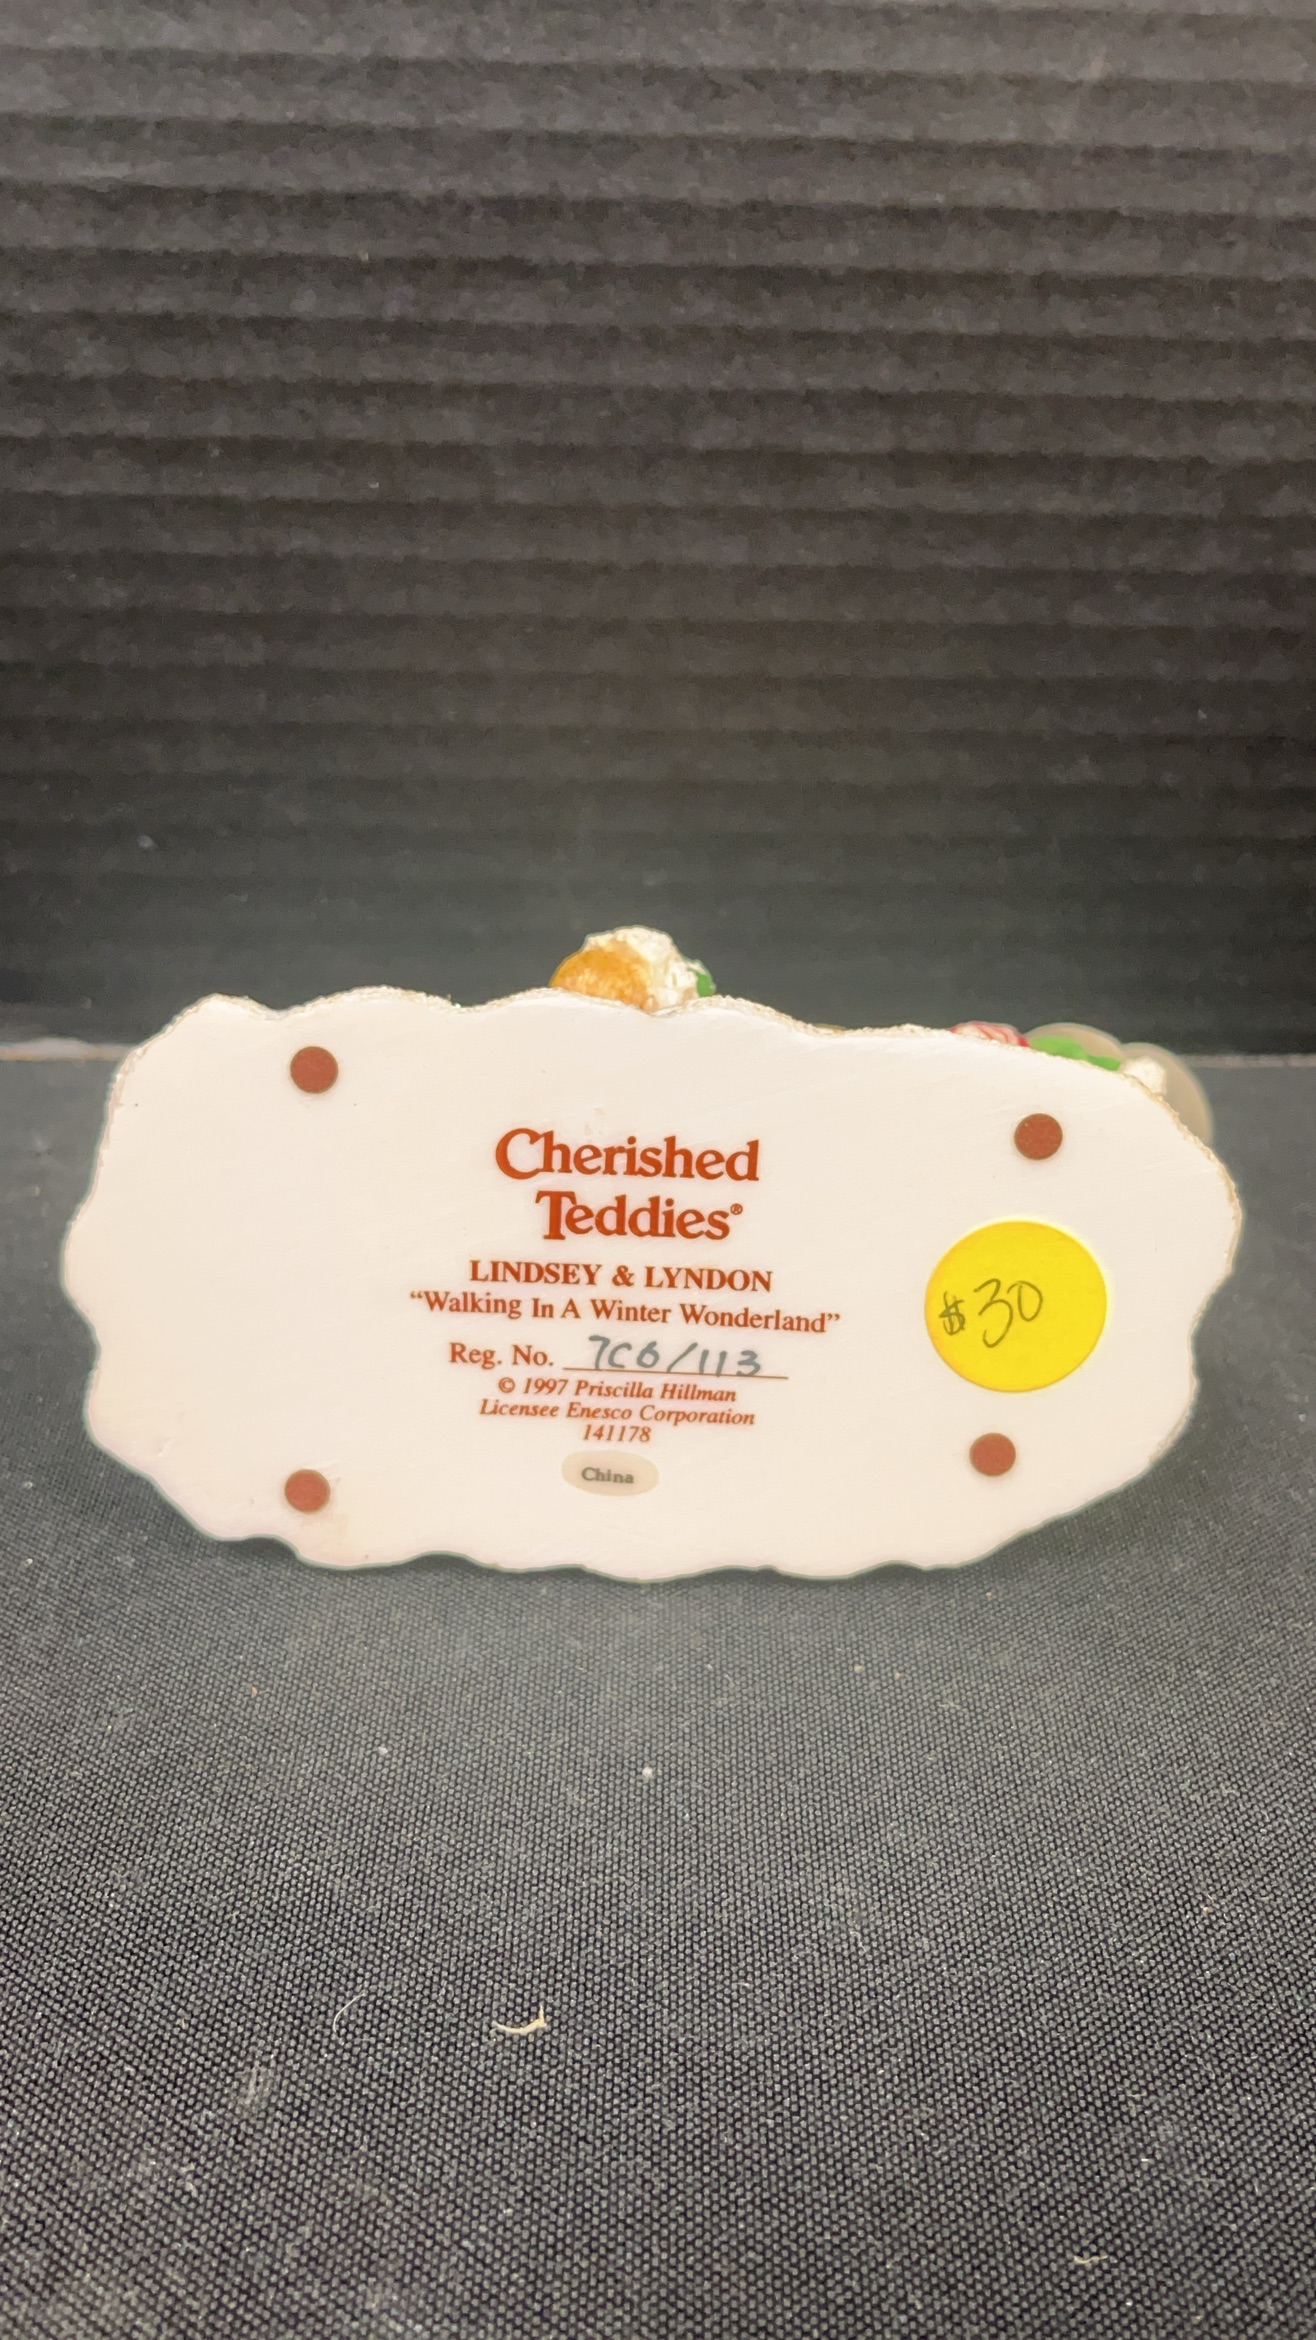 Cherished
Teddies®
LINDSEY & LYNDON
“Walking In A Winter Wonderland”
Reg. No. 7C6/113
© 1997 Priscilla Hillman
Licensee Enesco Corporation
141178
China
$30